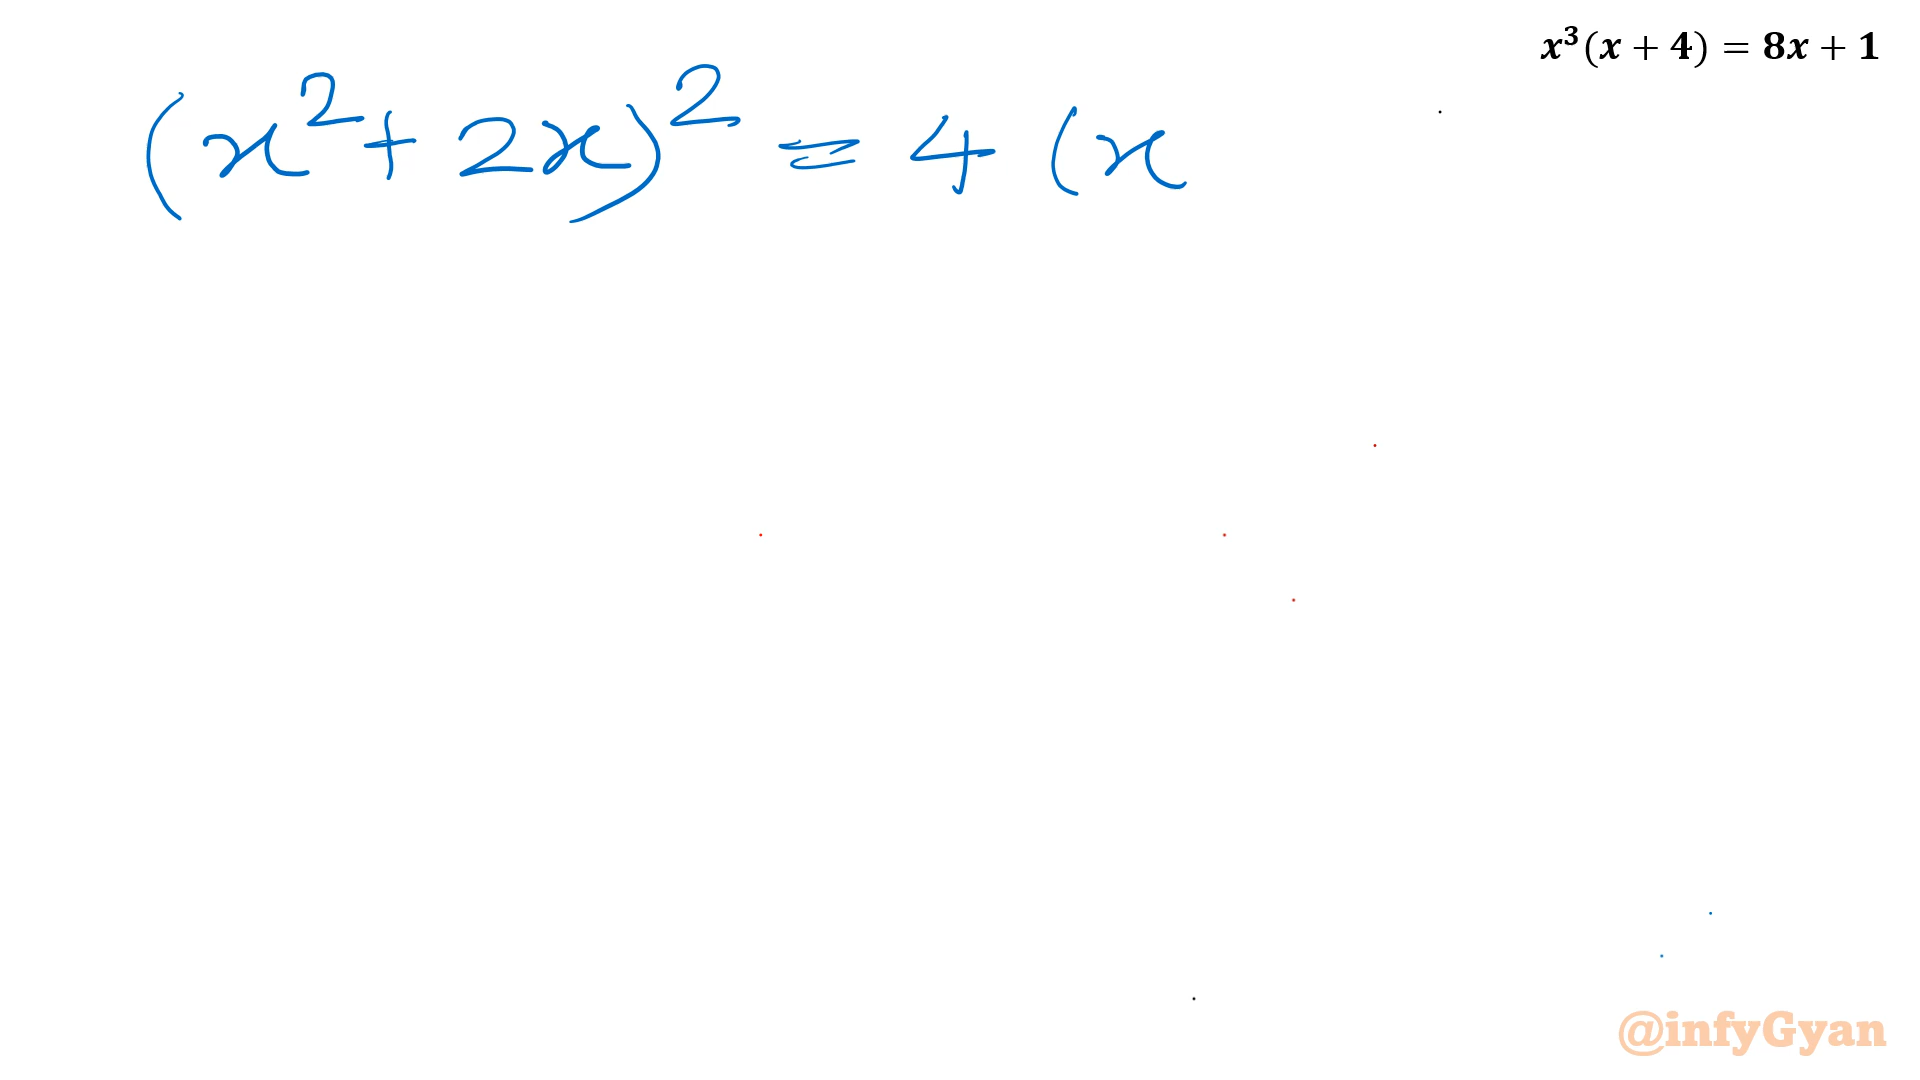 x³(x + 4) = 8x + 1
(x² + 2x)² = 4 (x
@infyGyan